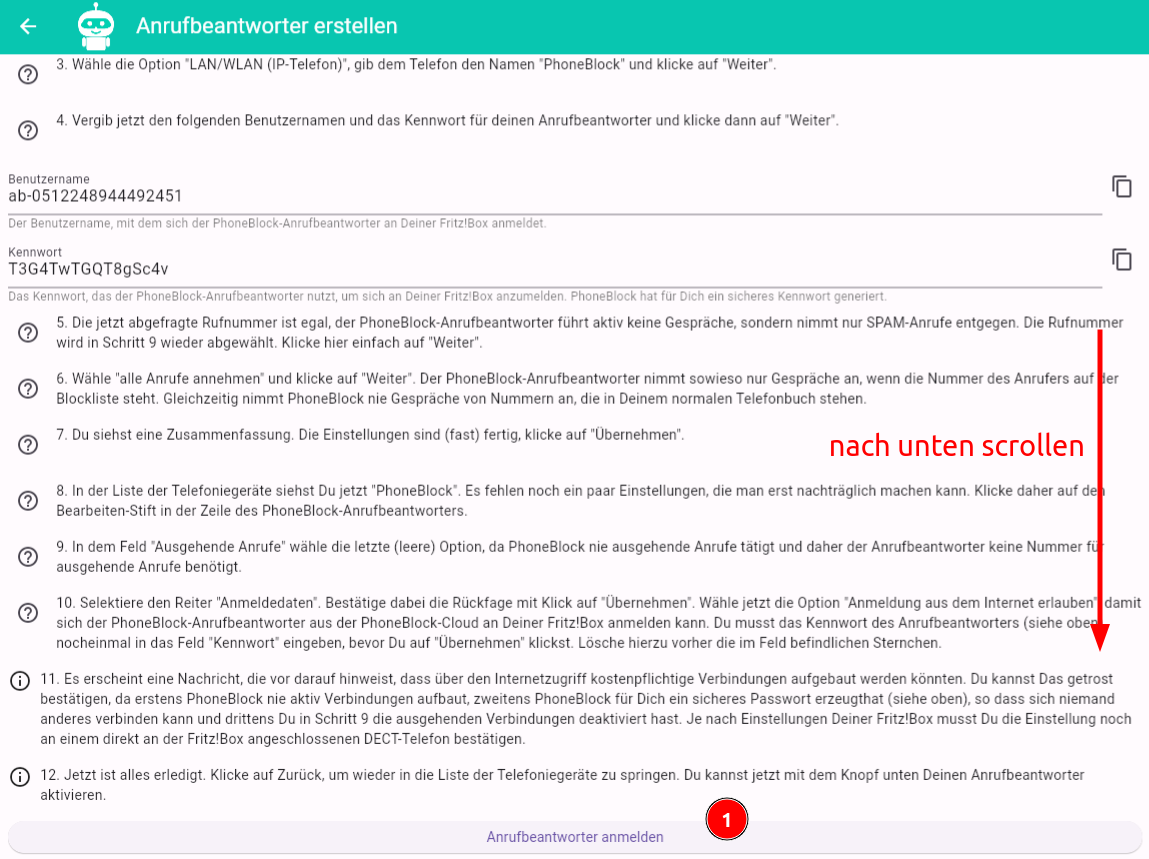 Anrufbeantworter erstellen
3. Wähle die Option "LAN/WLAN (IP-Telefon)", gib dem Telefon den Namen "PhoneBlock" und klicke auf "Weiter".
4. Vergib jetzt den folgenden Benutzernamen und das Kennwort für deinen Anrufbeantworter und klicke dann auf "Weiter".
Benutzername
ab-0512248944492451
Der Benutzername, mit dem sich der PhoneBlock-Anrufbeantworter an Deiner Fritz!Box anmeldet.
Kennwort
T3G4TwTGQT8gSc4v
Das Kennwort, das der PhoneBlock-Anrufbeantworter nutzt, um sich an Deiner Fritz!Box anzumelden. PhoneBlock hat für Dich ein sicheres Kennwort generiert.
5. Die jetzt abgefragte Rufnummer ist egal, der PhoneBlock-Anrufbeantworter führt aktiv keine Gespräche, sondern nimmt nur SPAM-Anrufe entgegen. Die Rufnummer
wird in Schritt 9 wieder abgewählt. Klicke hier einfach auf "Weiter".
6. Wähle "alle Anrufe annehmen" und klicke auf "Weiter". Der PhoneBlock-Anrufbeantworter nimmt sowieso nur Gespräche an, wenn die Nummer des Anrufers auf der
Blockliste steht. Gleichzeitig nimmt PhoneBlock nie Gespräche von Nummern an, die in Deinem normalen Telefonbuch stehen.
7. Du siehst eine Zusammenfassung. Die Einstellungen sind (fast) fertig, klicke auf "Übernehmen".
nach unten scrollen
8. In der Liste der Telefoniegeräte siehst Du jetzt "PhoneBlock". Es fehlen noch ein paar Einstellungen, die man erst nachträglich machen kann. Klicke daher auf den
Bearbeiten-Stift in der Zeile des PhoneBlock-Anrufbeantworters.
9. In dem Feld "Ausgehende Anrufe" wähle die letzte (leere) Option, da PhoneBlock nie ausgehende Anrufe tätigt und daher der Anrufbeantworter keine Nummer für
ausgehende Anrufe benötigt.
10. Selektiere den Reiter "Anmeldedaten". Bestätige dabei die Rückfage mit Klick auf "Übernehmen". Wähle jetzt die Option "Anmeldung aus dem Internet erlauben", damit
sich der PhoneBlock-Anrufbeantworter aus der PhoneBlock-Cloud an Deiner Fritz!Box anmelden kann. Du musst das Kennwort des Anrufbeantworters (siehe oben)
nocheinmal in das Feld "Kennwort" eingeben, bevor Du auf "Übernehmen" klickst. Lösche hierzu vorher die im Feld befindlichen Sternchen.
11. Es erscheint eine Nachricht, die vor darauf hinweist, dass über den Internetzugriff kostenpflichtige Verbindungen aufgebaut werden könnten. Du kannst Das getrost
bestätigen, da erstens PhoneBlock nie aktiv Verbindungen aufbaut, zweitens PhoneBlock für Dich ein sicheres Passwort erzeugthat (siehe oben), so dass sich niemand
anderes verbinden kann und drittens Du in Schritt 9 die ausgehenden Verbindungen deaktiviert hast. Je nach Einstellungen Deiner Fritz!Box musst Du die Einstellung noch
an einem direkt an der Fritz!Box angeschlossenen DECT-Telefon bestätigen.
12. Jetzt ist alles erledigt. Klicke auf Zurück, um wieder in die Liste der Telefoniegeräte zu springen. Du kannst jetzt mit dem Knopf unten Deinen Anrufbeantworter
aktivieren.
1
Anrufbeantworter anmelden